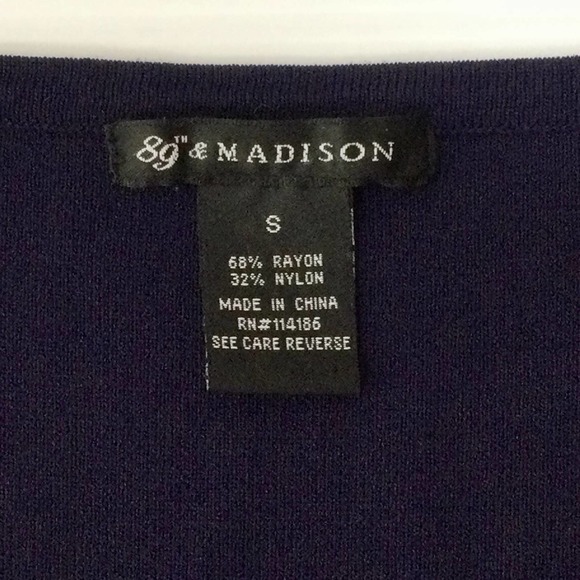 89TH & MADISON
S
68% RAYON
32% NYLON
MADE IN CHINA
RN#114186
SEE CARE REVERSE